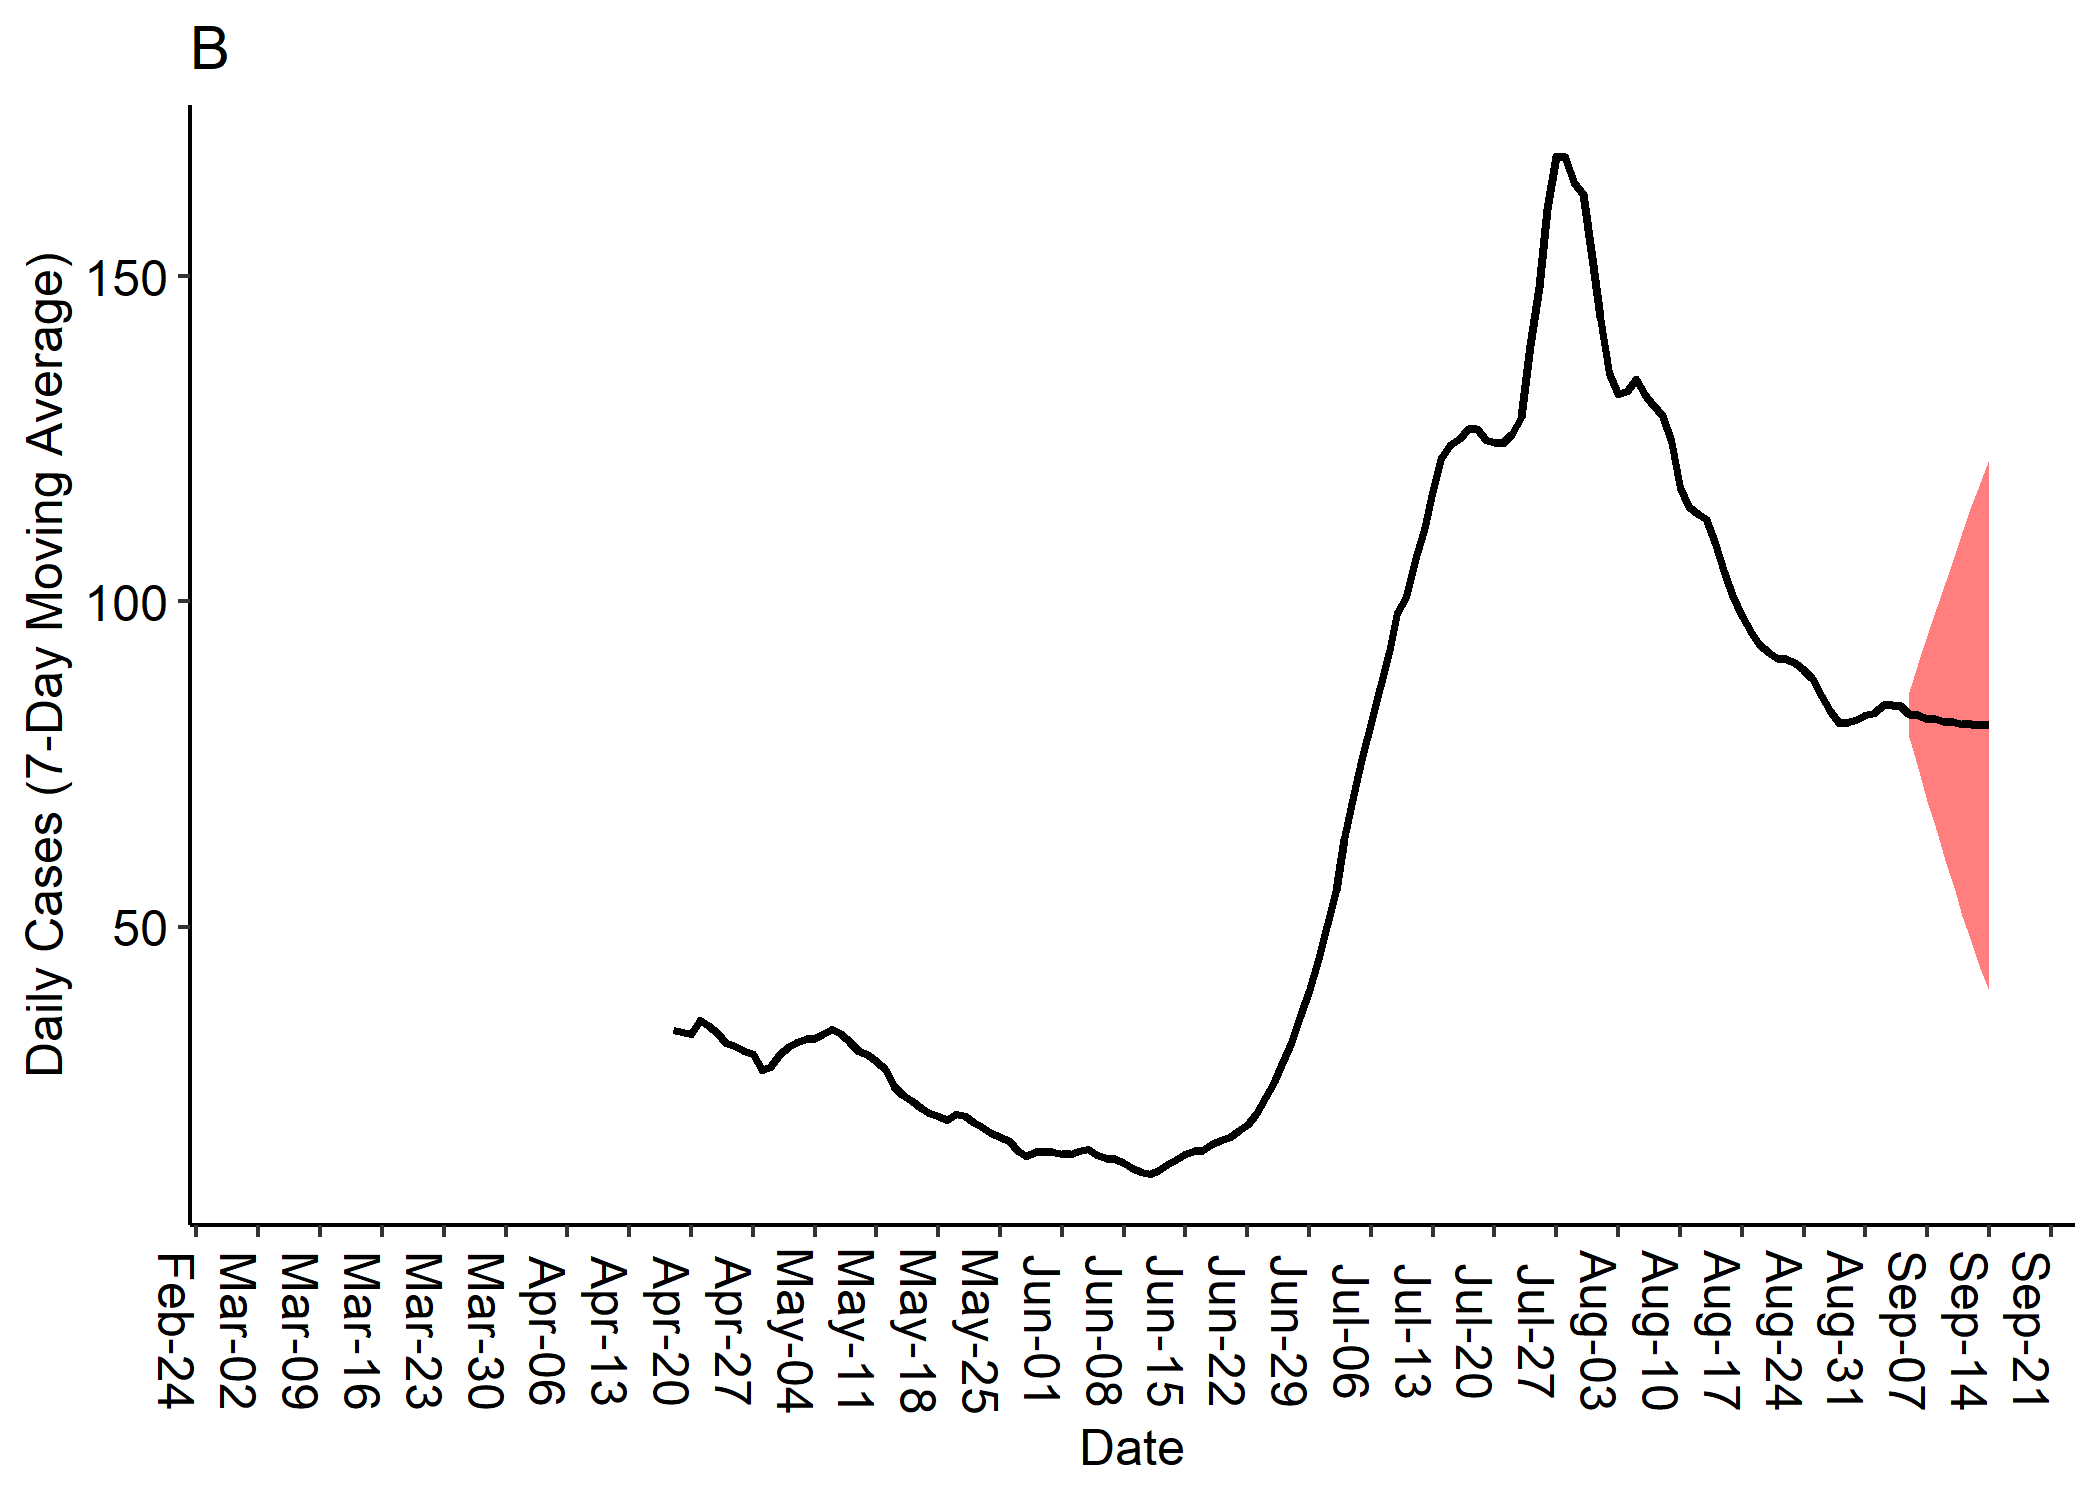 B
Daily Cases (7-Day Moving Average)
150
100
50
Feb-24
Mar-02
Mar-09
Mar-16
Mar-23
Mar-30
Apr-06
Apr-13
Apr-20
Apr-27
May-04
May-11
May-18
May-25
Jun-01
Jun-08
Jun-15
Jun-22
Jun-29
Jul-06
Jul-13
Jul-20
Jul-27
Aug-03
Aug-10
Aug-17
Aug-24
Aug-31
Sep-07
Sep-14
Sep-21
Date